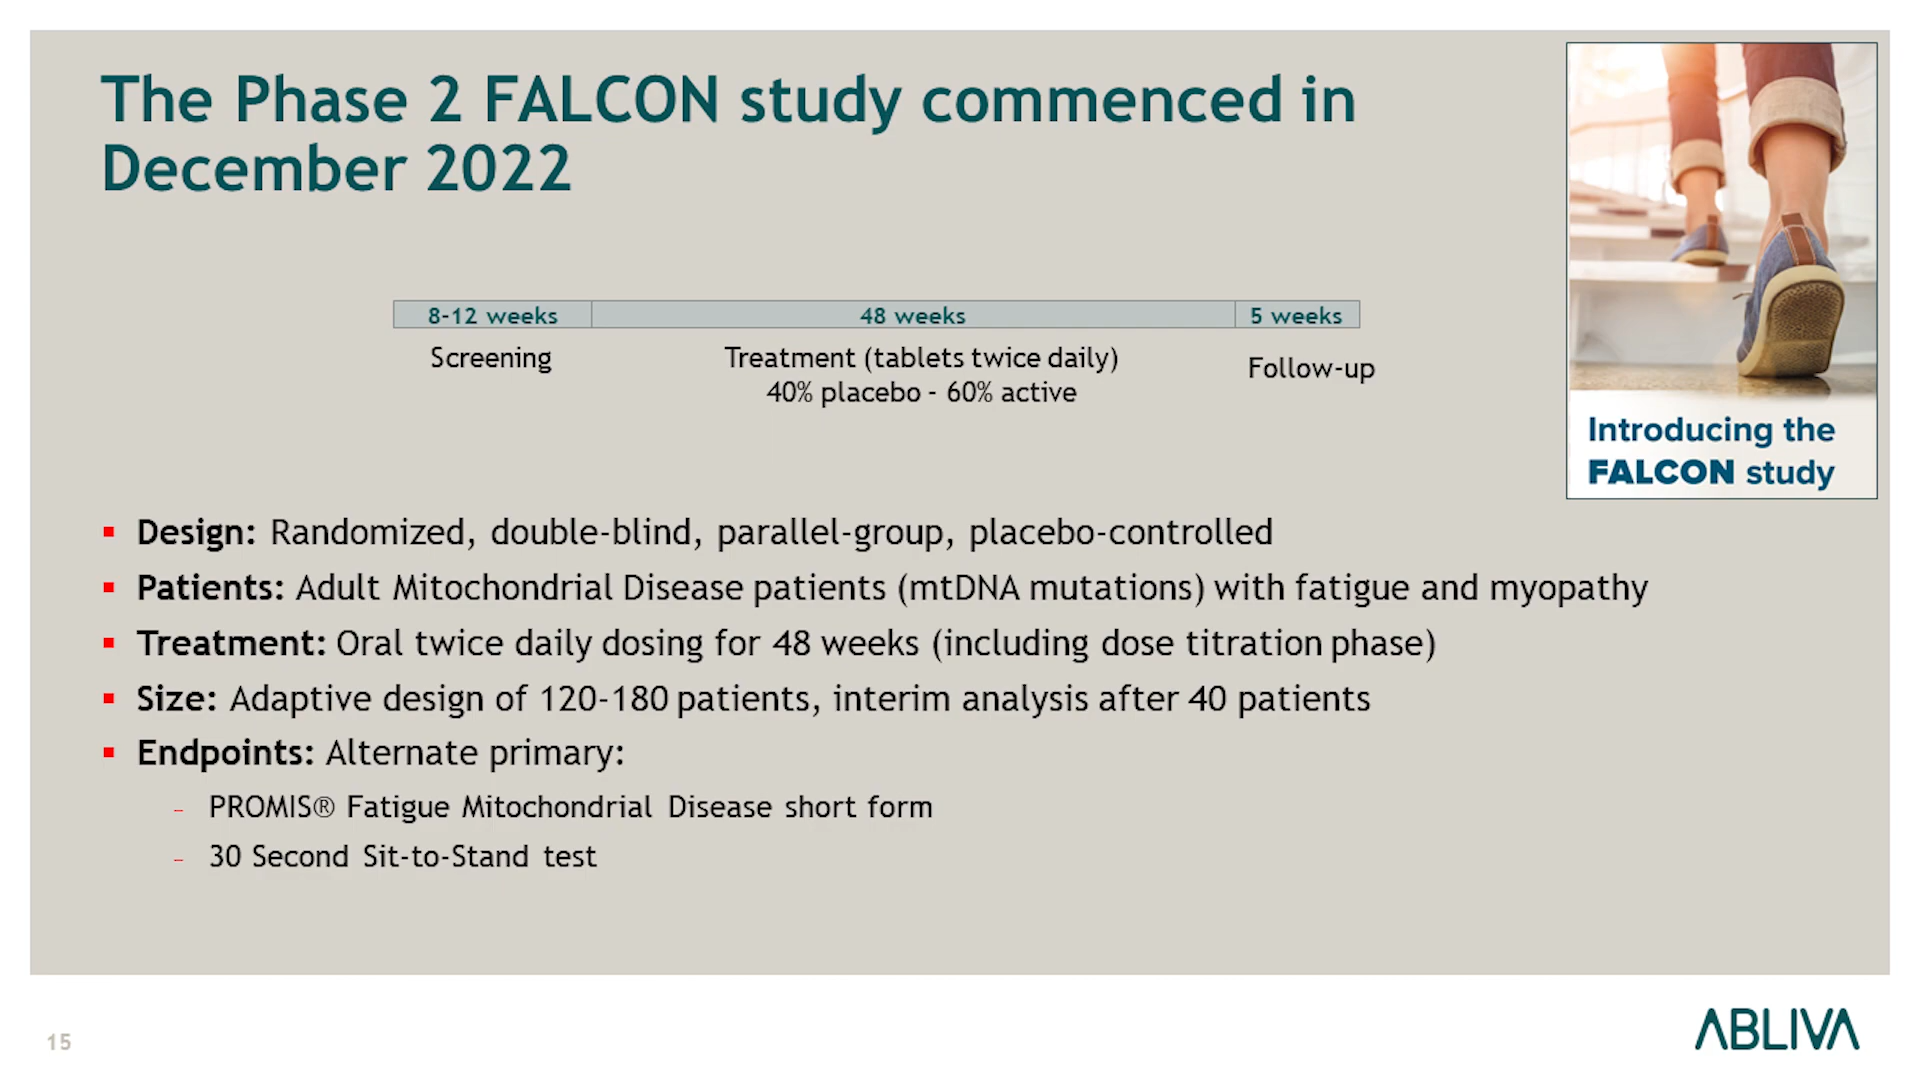 The Phase 2 FALCON study commenced in
December 2022
8-12 weeks
48 weeks
5 weeks
Screening
Treatment (tablets twice daily)
40% placebo - 60% active
Follow-up
Introducing the
FALCON study
▪ Design: Randomized, double-blind, parallel-group, placebo-controlled
▪ Patients: Adult Mitochondrial Disease patients (mtDNA mutations) with fatigue and myopathy
▪ Treatment: Oral twice daily dosing for 48 weeks (including dose titration phase)
▪ Size: Adaptive design of 120-180 patients, interim analysis after 40 patients
▪ Endpoints: Alternate primary:
– PROMIS® Fatigue Mitochondrial Disease short form
– 30 Second Sit-to-Stand test
15
ABLIVA